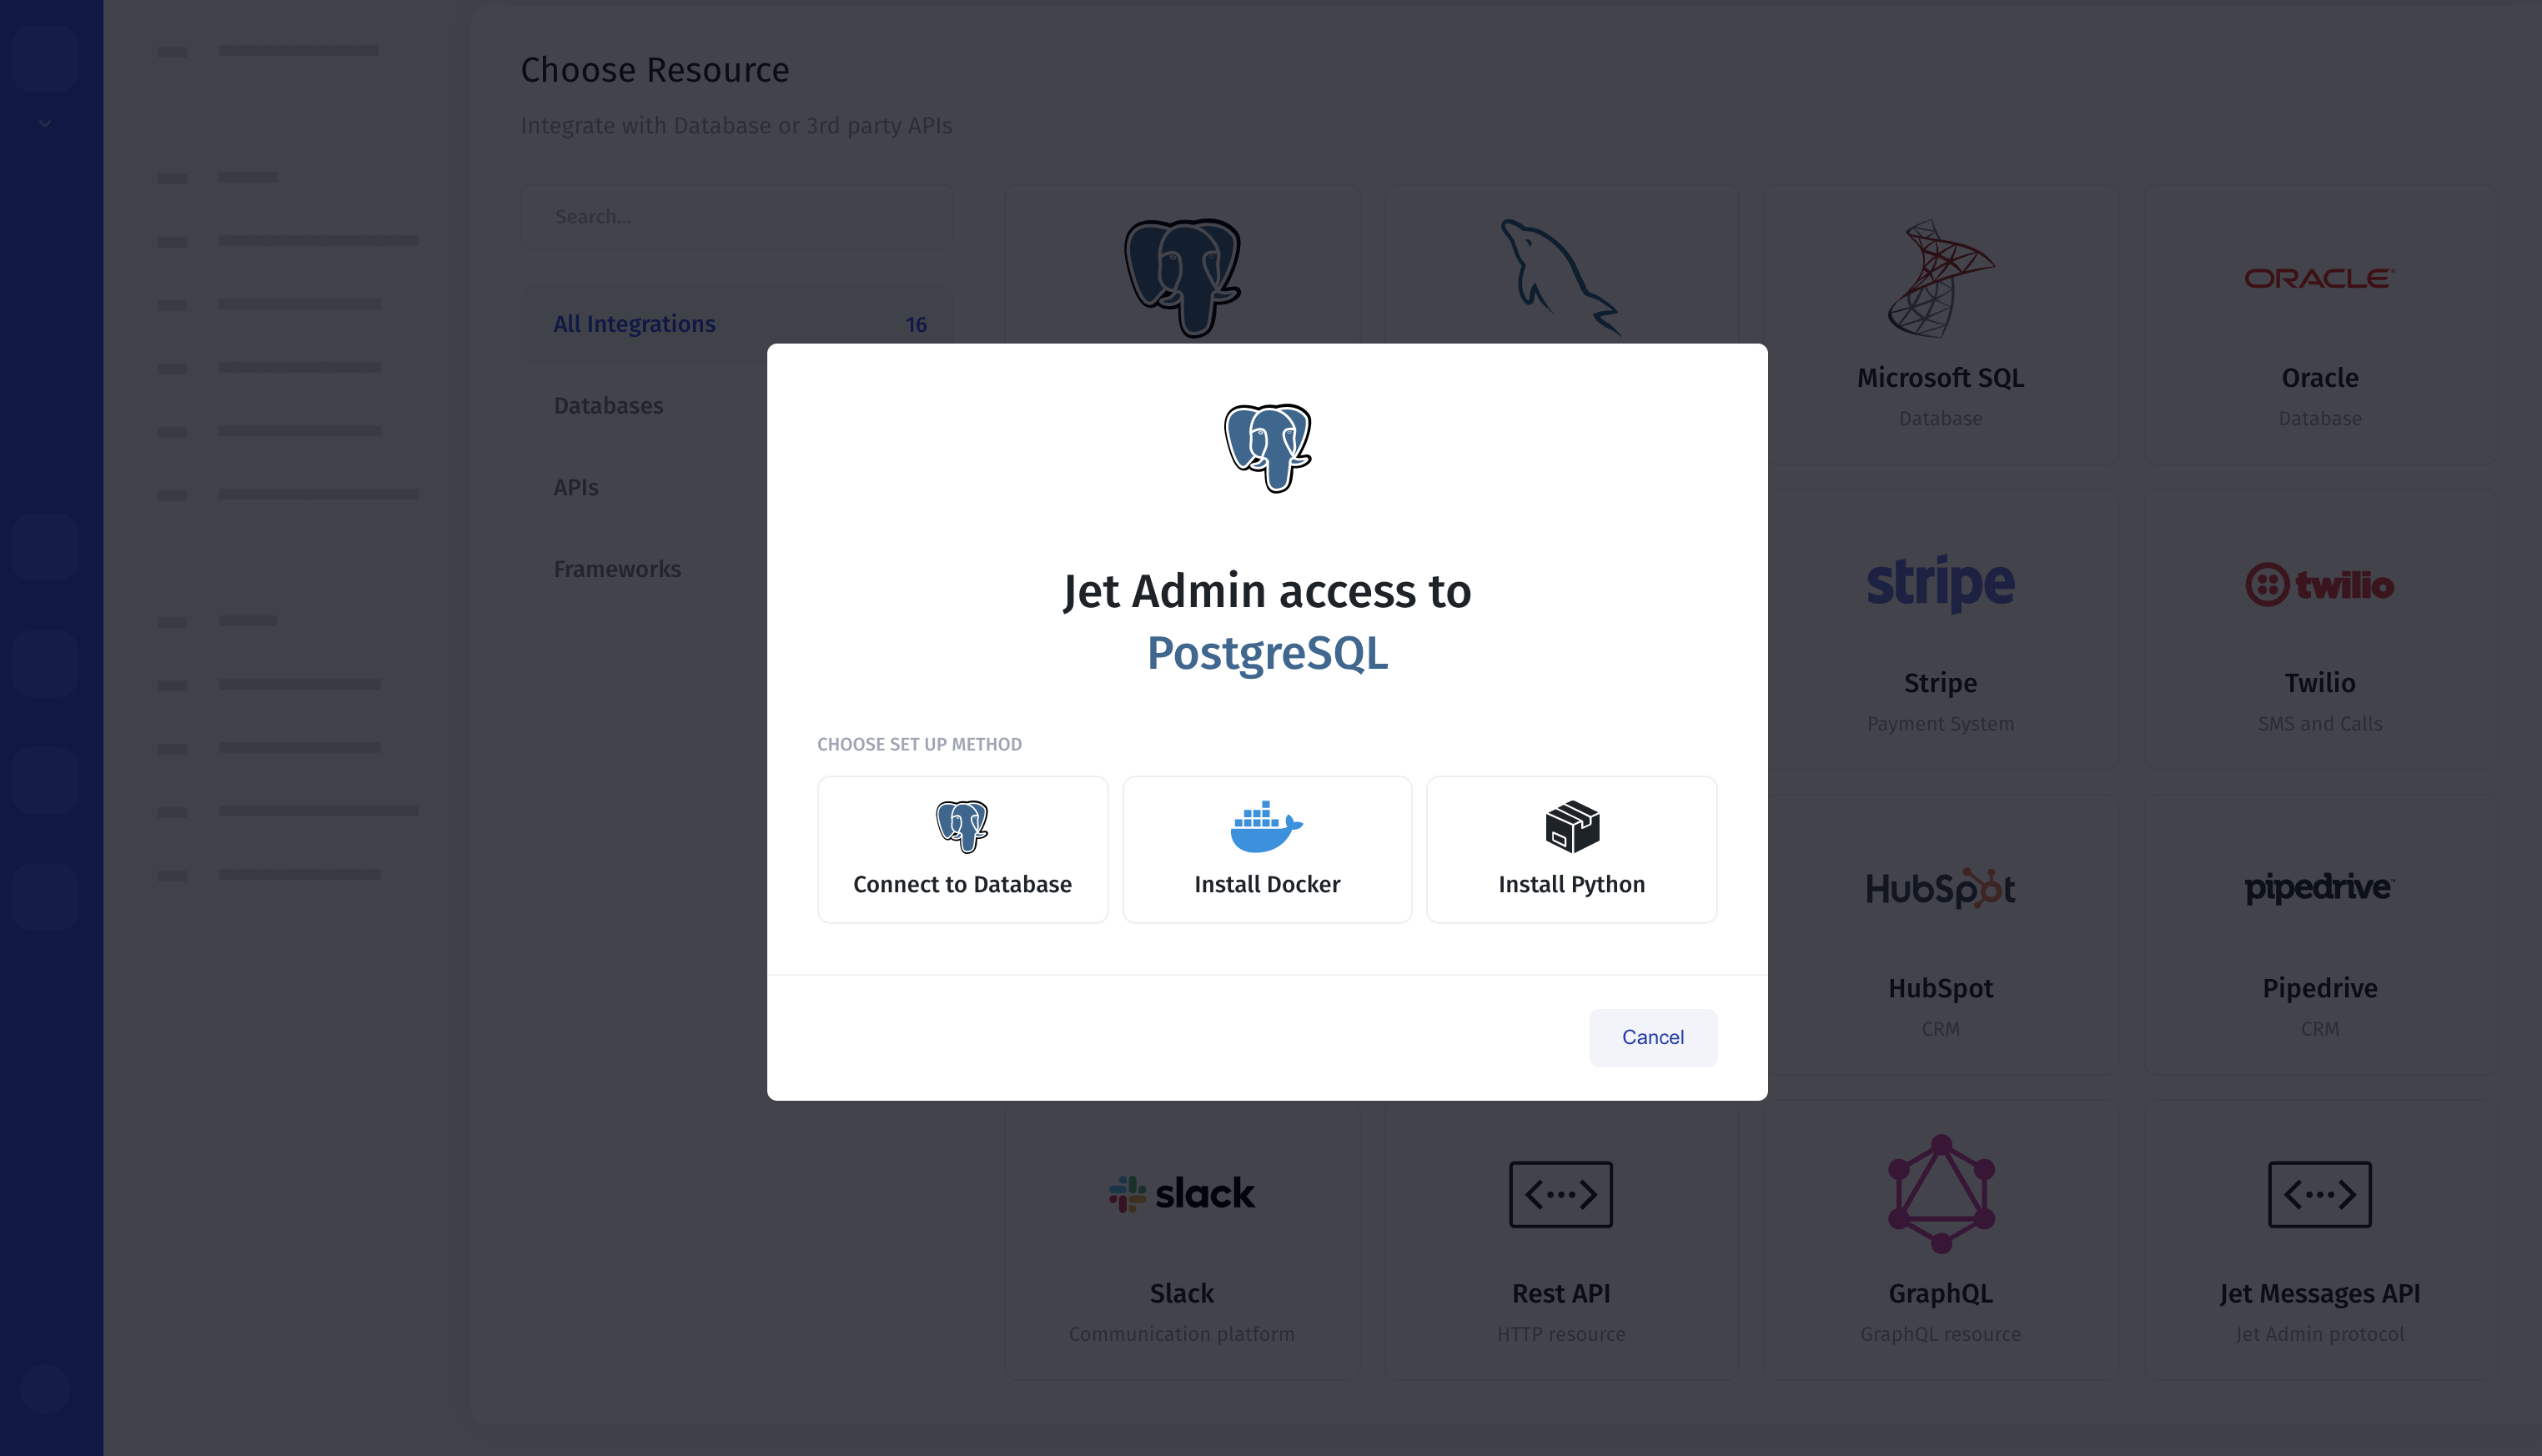 Choose Resource
Integrate with Database or 3rd party APIs
Search...
All Integrations 16
Databases
APIs
Frameworks
ORACLE
Microsoft SQL
Database
Oracle
Database
stripe
Stripe
Payment System
twilio
Twilio
SMS and Calls
HubSpot
HubSpot
CRM
pipedrive
Pipedrive
CRM
slack
Slack
Communication platform
Rest API
HTTP resource
GraphQL
GraphQL resource
Jet Messages API
Jet Admin protocol
Jet Admin access to
PostgreSQL
CHOOSE SET UP METHOD
Connect to Database
Install Docker
Install Python
Cancel